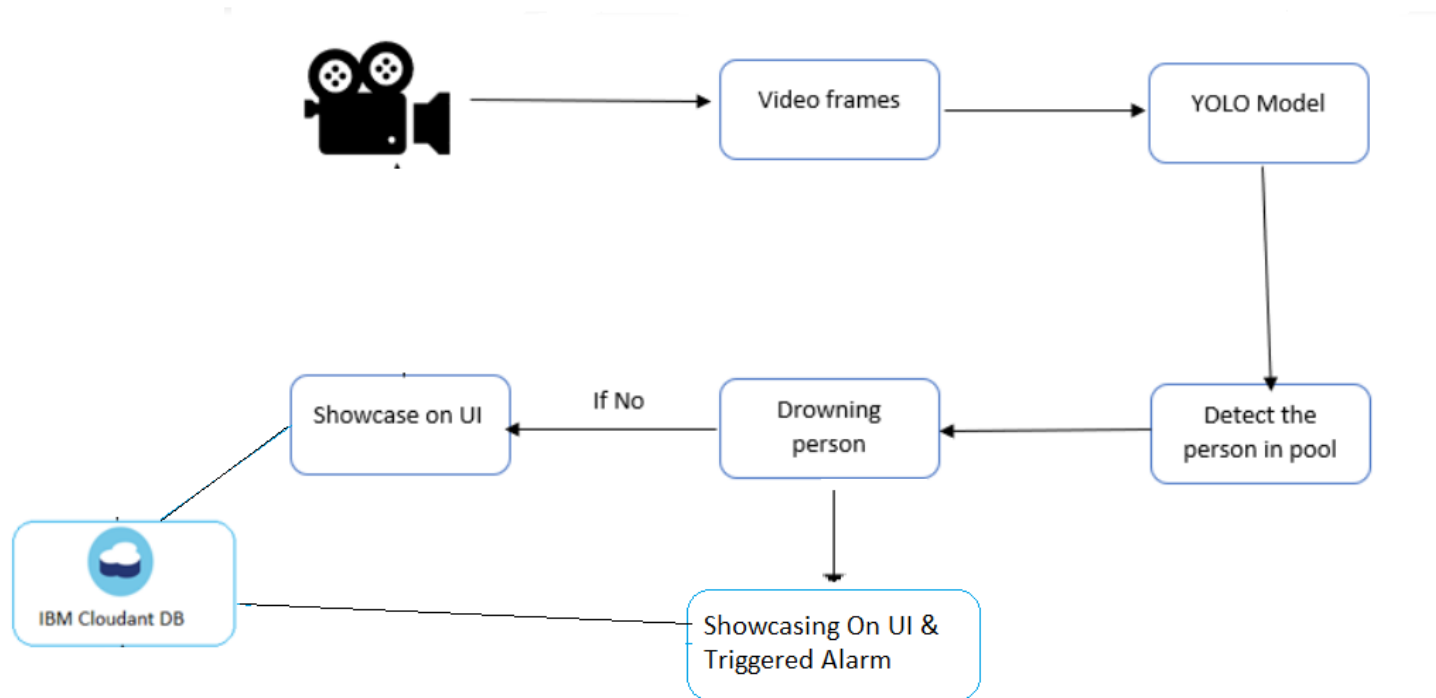 Video frames
YOLO Model
Detect the
person in pool
Drowning
person
If No
Showcase on UI
IBM Cloudant DB
Showcasing On UI &
Triggered Alarm